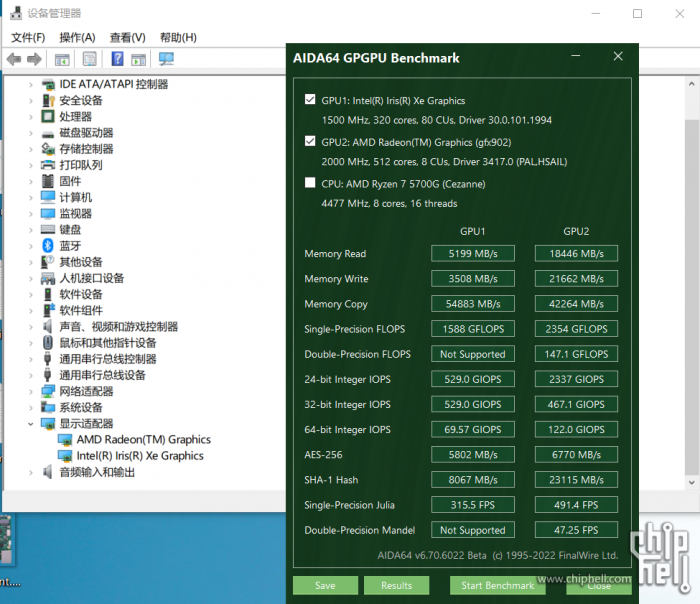 设备管理器
文件(F) 操作(A) 查看(V) 帮助(H)
IDE ATA/ATAPI 控制器
安全设备
处理器
磁盘驱动器
存储控制器
打印队列
固件
计算机
监视器
键盘
蓝牙
其他设备
人机接口设备
软件设备
软件组件
声音、视频和游戏控制器
鼠标和其他指针设备
通用串行总线控制器
通用串行总线设备
网络适配器
系统设备
显示适配器
AMD Radeon(TM) Graphics
Intel(R) Iris(R) Xe Graphics
音频输入和输出
AIDA64 GPGPU Benchmark
GPU1: Intel(R) Iris(R) Xe Graphics
1500 MHz, 320 cores, 80 CUs, Driver 30.0.101.1994
GPU2: AMD Radeon(TM) Graphics (gfx902)
2000 MHz, 512 cores, 8 CUs, Driver 3417.0 (PAL,HSAIL)
CPU: AMD Ryzen 7 5700G (Cezanne)
4477 MHz, 8 cores, 16 threads
GPU1 GPU2
Memory Read 5199 MB/s 18446 MB/s
Memory Write 3508 MB/s 21662 MB/s
Memory Copy 54883 MB/s 42264 MB/s
Single-Precision FLOPS 1588 GFLOPS 2354 GFLOPS
Double-Precision FLOPS Not Supported 147.1 GFLOPS
24-bit Integer IOPS 529.0 GIOPS 2337 GIOPS
32-bit Integer IOPS 529.0 GIOPS 467.1 GIOPS
64-bit Integer IOPS 69.57 GIOPS 122.0 GIOPS
AES-256 5802 MB/s 6770 MB/s
SHA-1 Hash 8067 MB/s 23115 MB/s
Single-Precision Julia 315.5 FPS 491.4 FPS
Double-Precision Mandel Not Supported 47.25 FPS
AIDA64 v6.70.6022 Beta (c) 1995-2022 FinalWire Ltd.
Save Results Start Benchmark Close
www.chiphell.com
chip hell
nt....